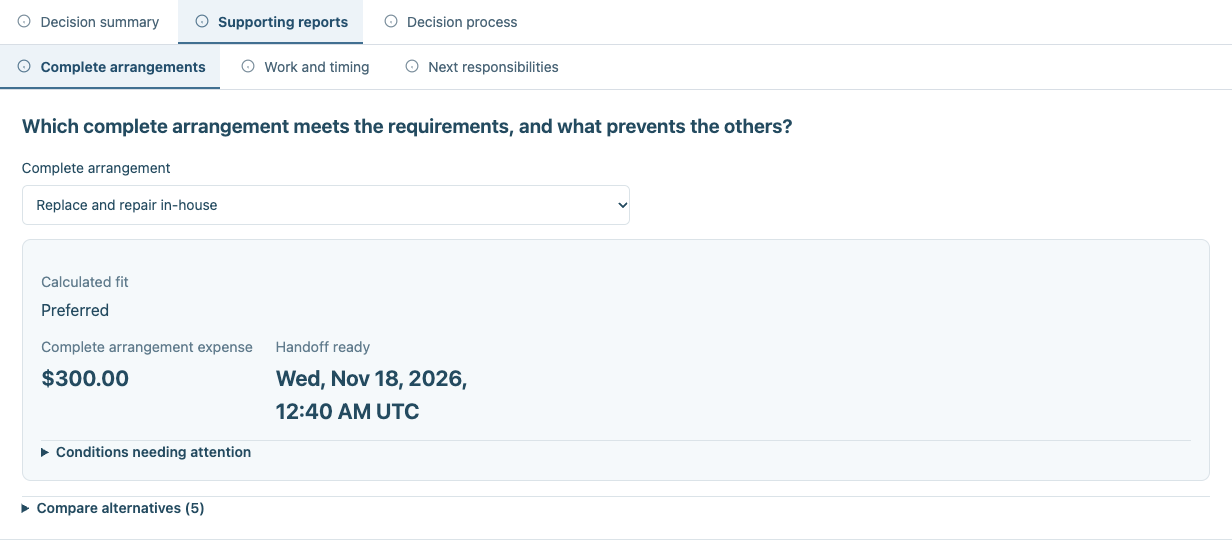 Decision summary
Supporting reports
Decision process
Complete arrangements
Work and timing
Next responsibilities
Which complete arrangement meets the requirements, and what prevents the others?
Complete arrangement
Replace and repair in-house
Calculated fit
Preferred
Complete arrangement expense
$300.00
Handoff ready
Wed, Nov 18, 2026,
12:40 AM UTC
Conditions needing attention
Compare alternatives (5)